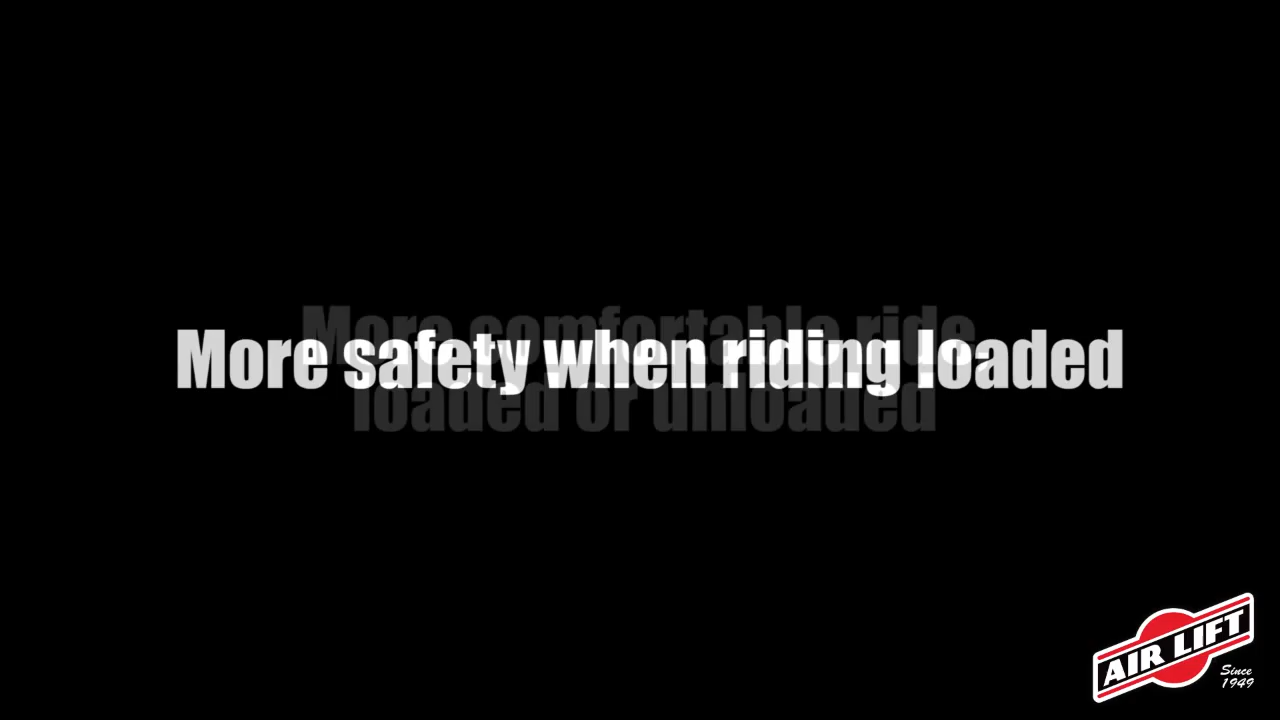 More comfortable ride
More safety when riding loaded
loaded or unloaded
AIR LIFT
Since
1949